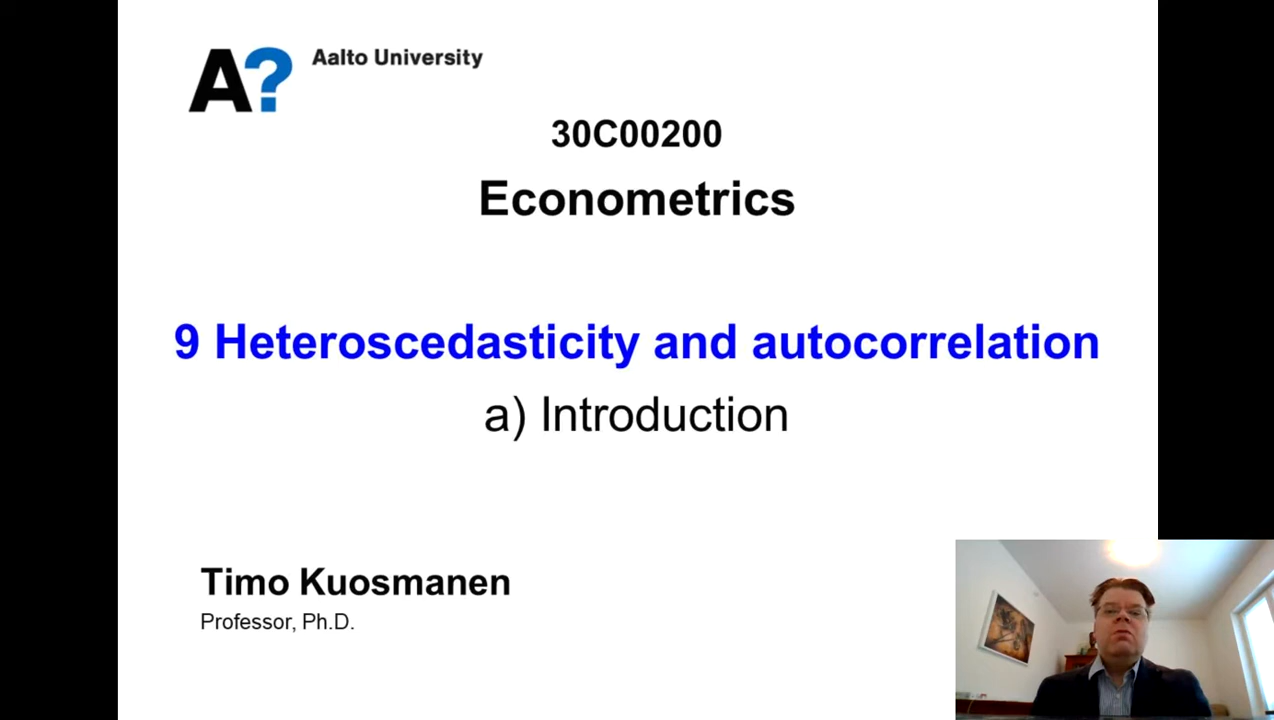 A?
Aalto University
30C00200
Econometrics
9 Heteroscedasticity and autocorrelation
a) Introduction
Timo Kuosmanen
Professor, Ph.D.